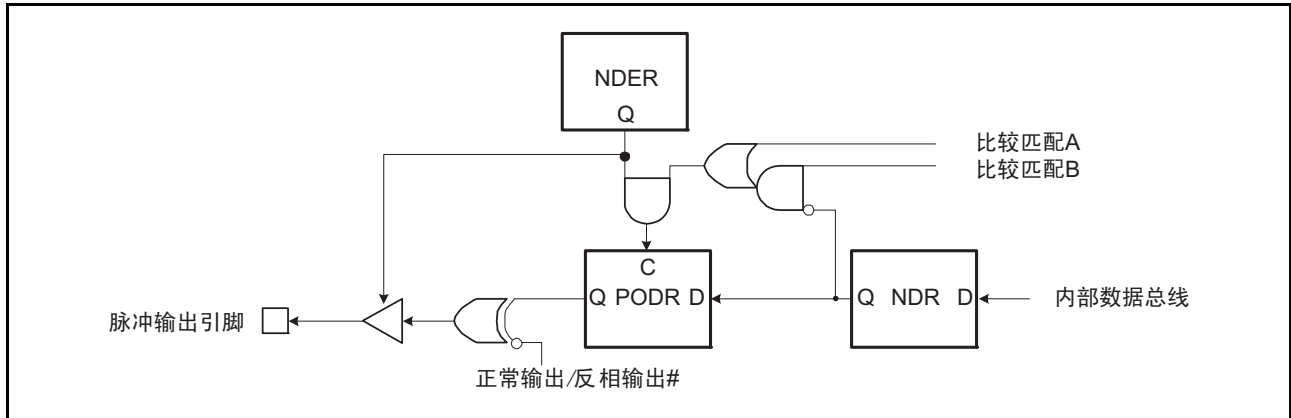 NDER
Q
比较匹配A
比较匹配B
C
Q PODR D
Q NDR D
内部数据总线
脉冲输出引脚
正常输出/反相输出#